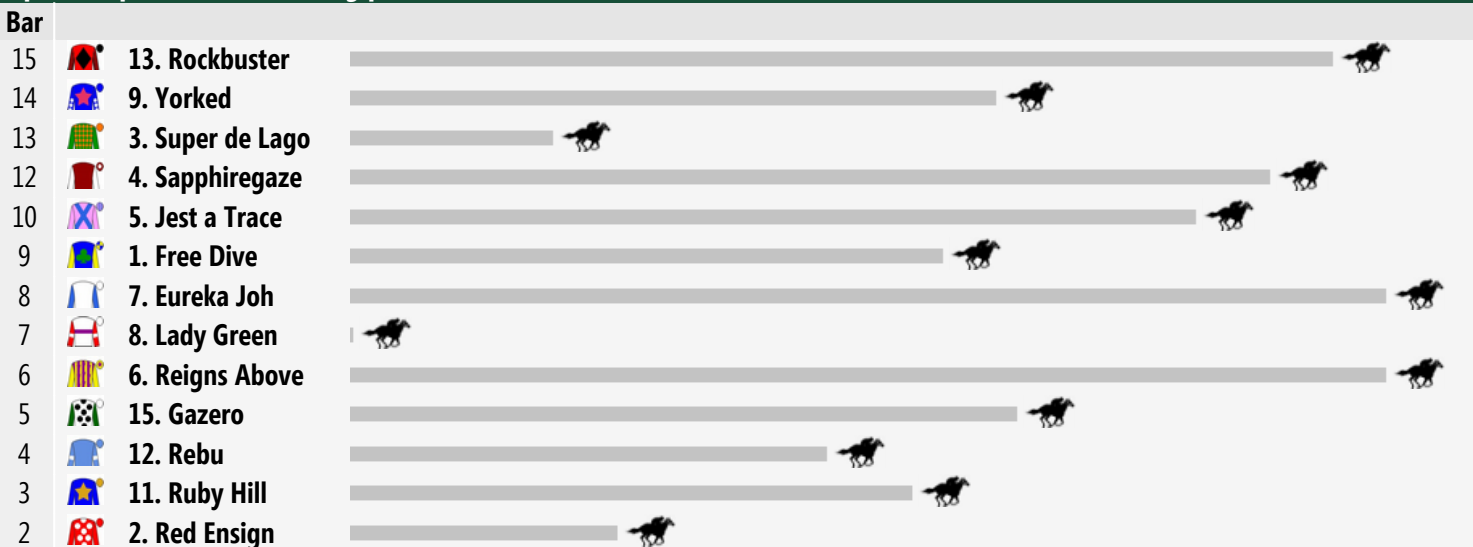 Bar
15 13. Rockbuster
14 9. Yorked
13 3. Super de Lago
12 4. Sapphiregaze
10 5. Jest a Trace
9 1. Free Dive
8 7. Eureka Joh
7 8. Lady Green
6 6. Reigns Above
5 15. Gazero
4 12. Rebu
3 11. Ruby Hill
2 2. Red Ensign